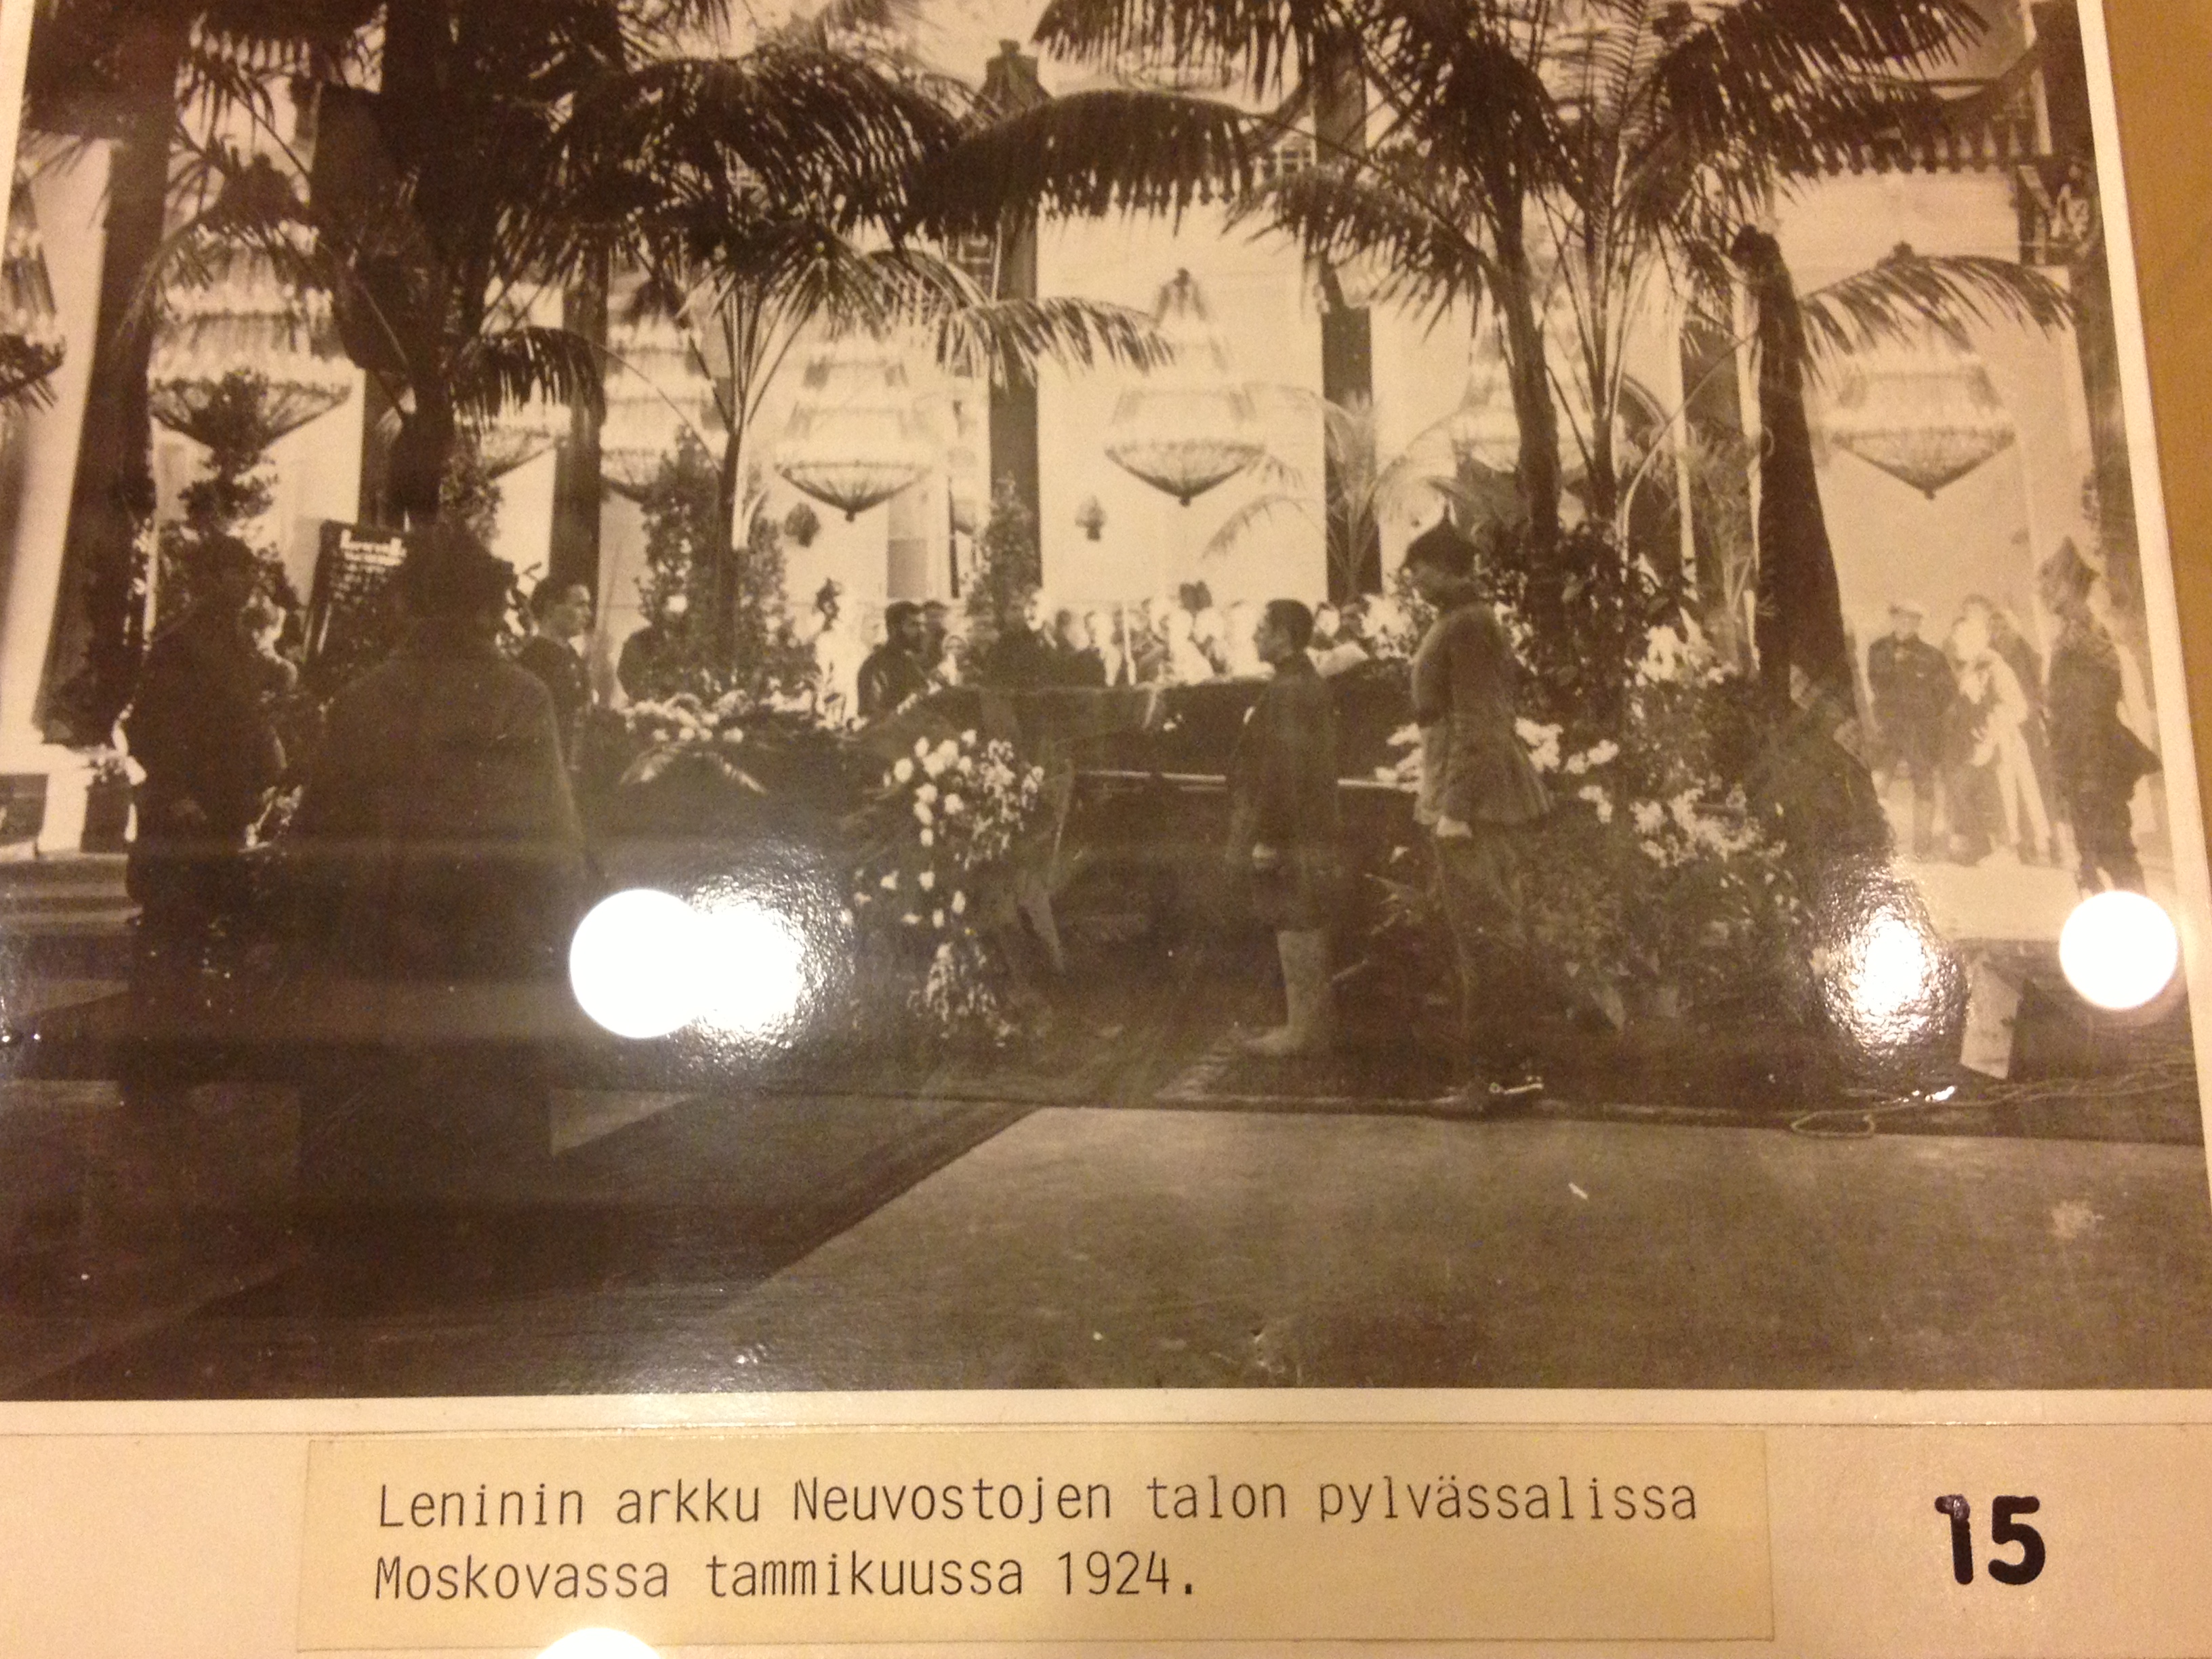 Leninin arkku Neuvostojen talon pylvässalissa
Moskovassa tammikuussa 1924.
15